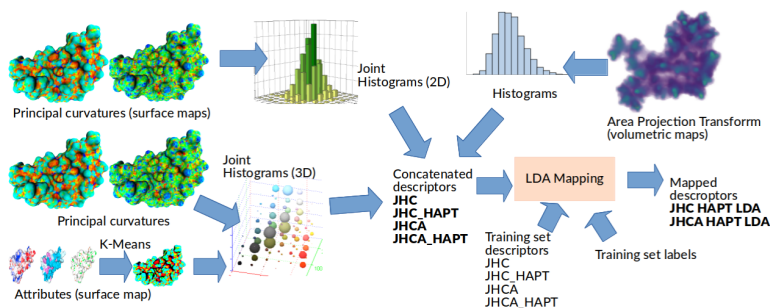 Joint
Histograms (2D)
Histograms
Principal curvatures (surface maps)
Area Projection Transforrm
(volumetric maps)
Joint
Histograms (3D)
Concatenated
descriptors
JHC
JHC_HAPT
JHCA
JHCA_HAPT
LDA Mapping
Mapped
descriptors
JHC HAPT LDA
JHCA HAPT LDA
Principal curvatures
K-Means
Attributes (surface map)
Training set
descriptors
JHC
JHC_HAPT
JHCA
JHCA_HAPT
Training set labels